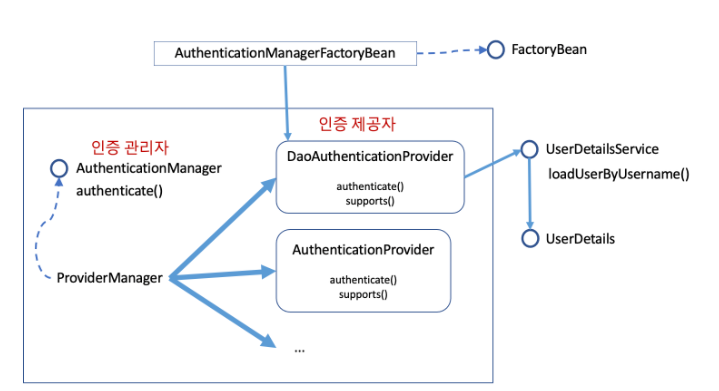 AuthenticationManagerFactoryBean
FactoryBean
인증 관리자
AuthenticationManager
authenticate()
ProviderManager
인증 제공자
DaoAuthenticationProvider
authenticate()
supports()
AuthenticationProvider
authenticate()
supports()
...
UserDetailsService
loadUserByUsername()
UserDetails